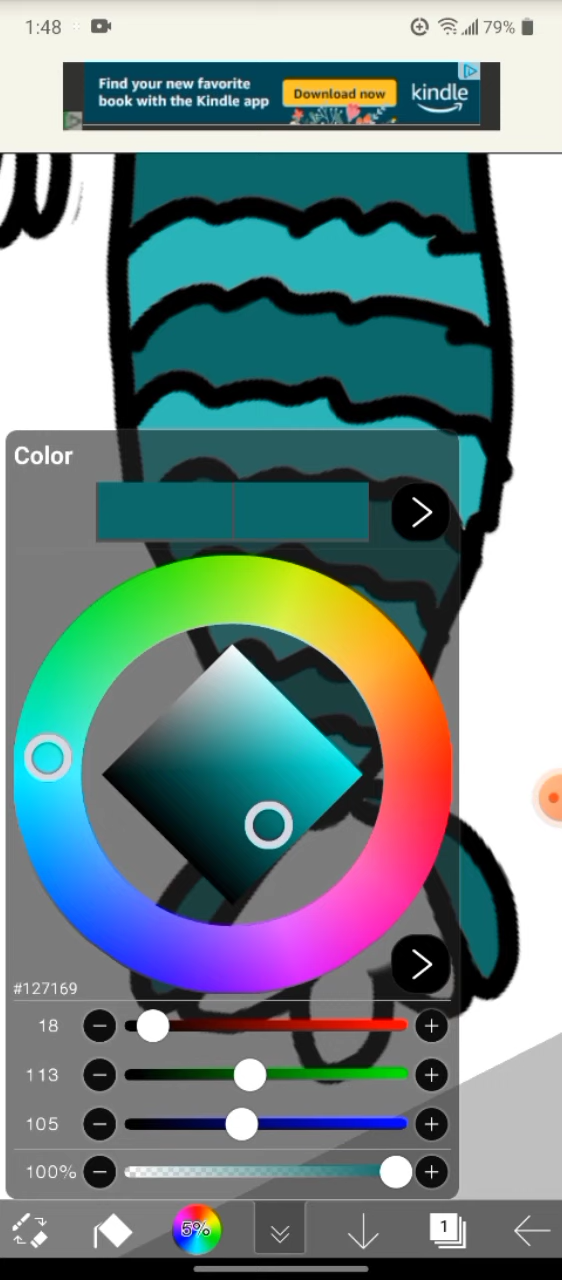 1:48
79%
Find your new favorite
book with the Kindle app
Download now
kindle
Color
#127169
18
113
105
100%
5%
1